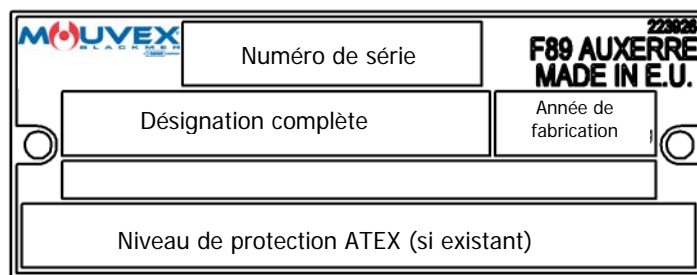 223926
MOUVEX
BLACKMER
Numéro de série
F89 AUXERRE
MADE IN E.U.
Désignation complète
Année de
fabrication
Niveau de protection ATEX (si existant)